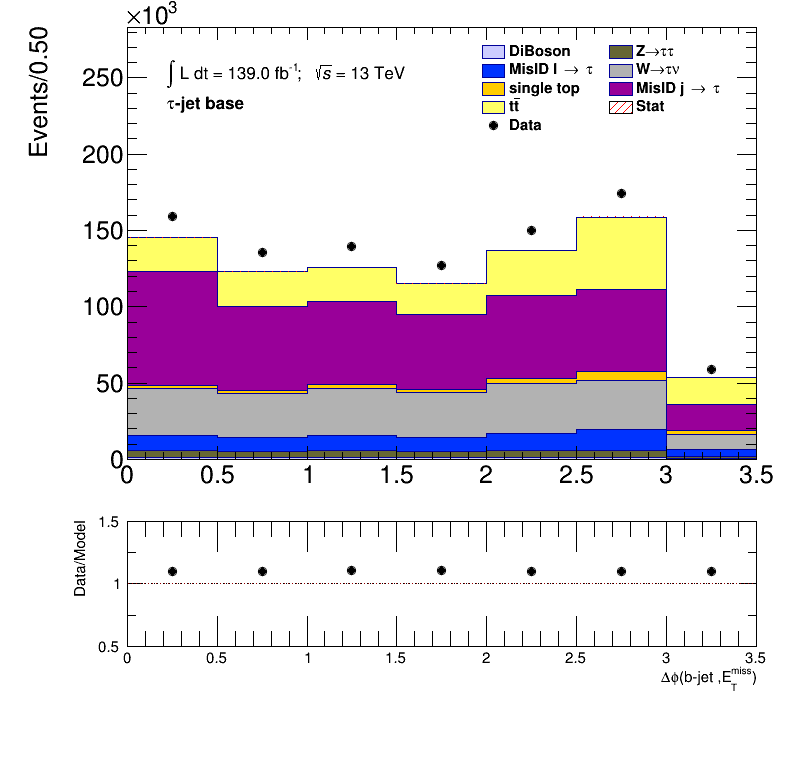 ×10³
Events/0.50
250
200
150
100
50
0
∫ L dt = 139.0 fb⁻¹; √s = 13 TeV
τ-jet base
DiBoson
MisID l → τ
single top
tt̄
Data
Z→ττ
W→τν
MisID j → τ
Stat
0 0.5 1 1.5 2 2.5 3 3.5
Data/Model
1.5
1
0.5
0 0.5 1 1.5 2 2.5 3 3.5
Δϕ(b-jet ,E_T^miss)